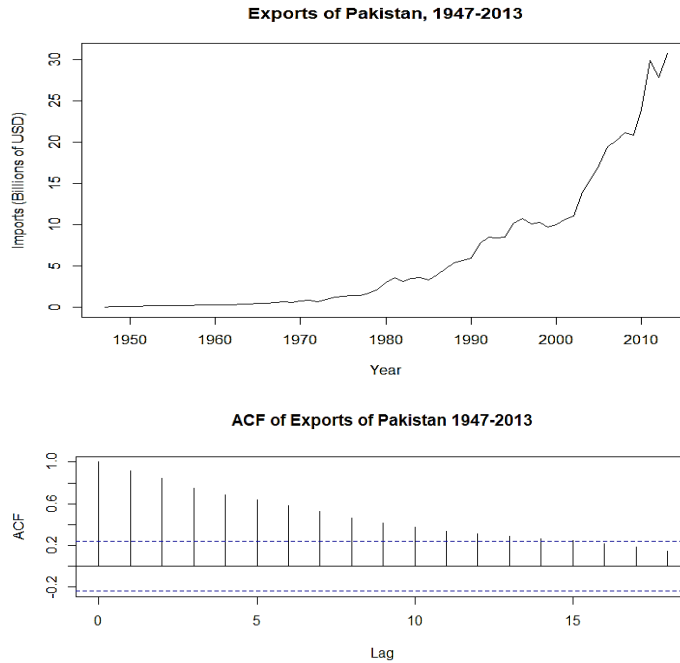 Exports of Pakistan, 1947-2013
Imports (Billions of USD)
30
25
20
15
10
5
0
1950 1960 1970 1980 1990 2000 2010
Year
ACF of Exports of Pakistan 1947-2013
ACF
1.0
0.6
0.2
-0.2
0 5 10 15
Lag